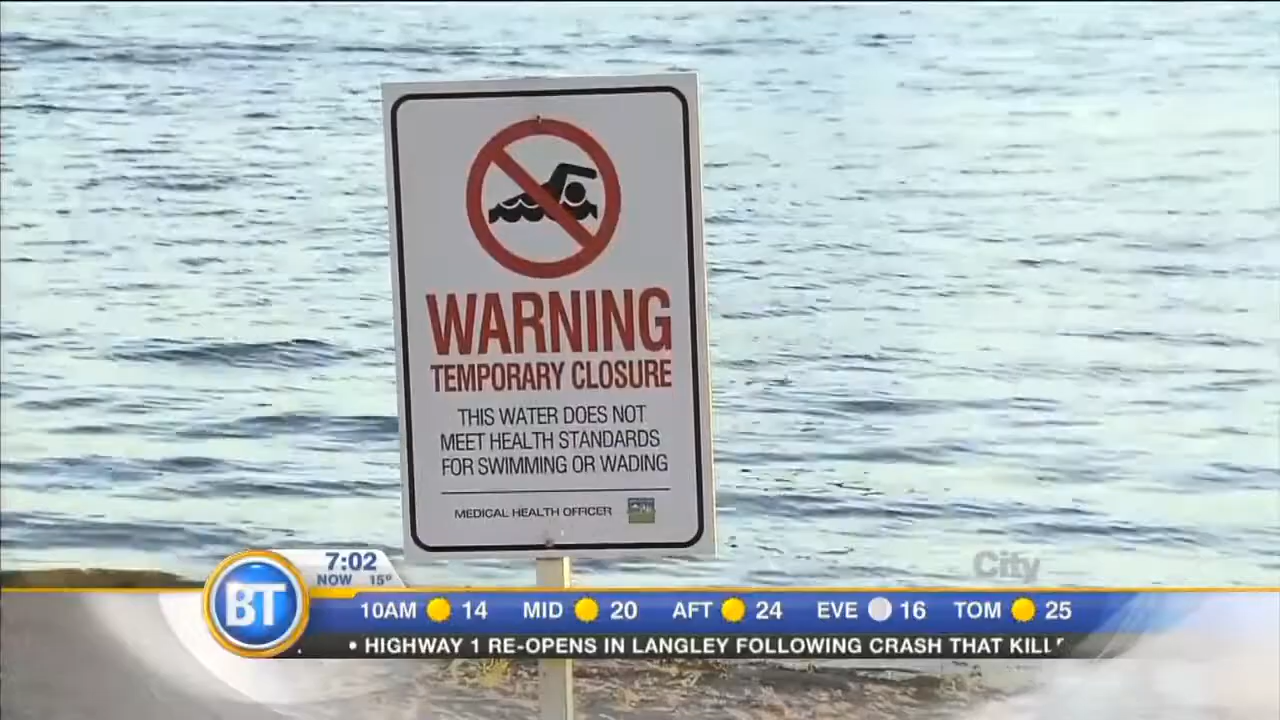 WARNING
TEMPORARY CLOSURE
THIS WATER DOES NOT
MEET HEALTH STANDARDS
FOR SWIMMING OR WADING
MEDICAL HEALTH OFFICER
City
7:02
NOW 15°
BT
10AM 14 MID 20 AFT 24 EVE 16 TOM 25
• HIGHWAY 1 RE-OPENS IN LANGLEY FOLLOWING CRASH THAT KILL